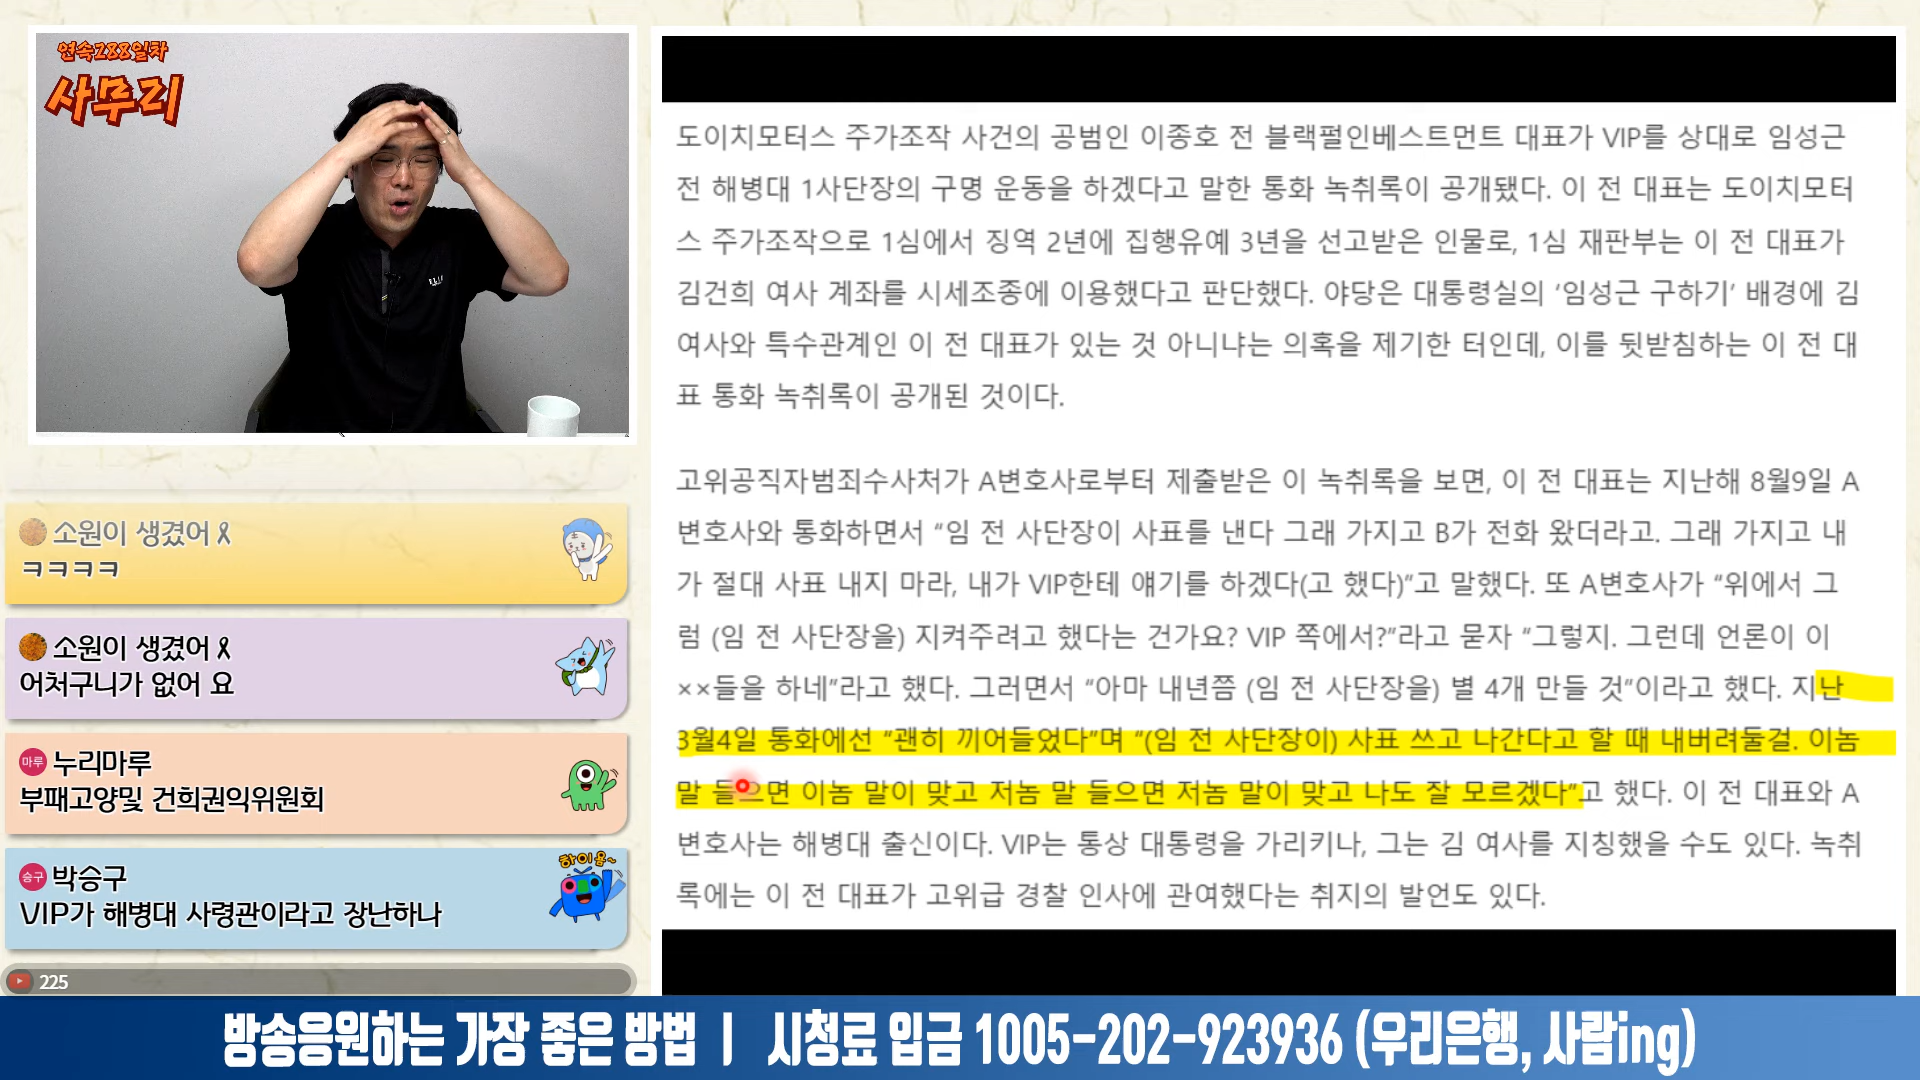 연속288일차
사무리
도이치모터스 주가조작 사건의 공범인 이종호 전 블랙펄인베스트먼트 대표가 VIP를 상대로 임성근
전 해병대 1사단장의 구명 운동을 하겠다고 말한 통화 녹취록이 공개됐다. 이 전 대표는 도이치모터
스 주가조작으로 1심에서 징역 2년에 집행유예 3년을 선고받은 인물로, 1심 재판부는 이 전 대표가
김건희 여사 계좌를 시세조종에 이용했다고 판단했다. 야당은 대통령실의 ‘임성근 구하기’ 배경에 김
여사와 특수관계인 이 전 대표가 있는 것 아니냐는 의혹을 제기한 터인데, 이를 뒷받침하는 이 전 대
표 통화 녹취록이 공개된 것이다.
고위공직자범죄수사처가 A변호사로부터 제출받은 이 녹취록을 보면, 이 전 대표는 지난해 8월9일 A
변호사와 통화하면서 “임 전 사단장이 사표를 낸다 그래 가지고 B가 전화 왔더라고. 그래 가지고 내
가 절대 사표 내지 마라, 내가 VIP한테 얘기를 하겠다(고 했다)”고 말했다. 또 A변호사가 “위에서 그
럼 (임 전 사단장을) 지켜주려고 했다는 건가요? VIP 쪽에서?”라고 묻자 “그렇지. 그런데 언론이 이
××들을 하네”라고 했다. 그러면서 “아마 내년쯤 (임 전 사단장을) 별 4개 만들 것”이라고 했다. 지난
3월4일 통화에선 “괜히 끼어들었다”며 “(임 전 사단장이) 사표 쓰고 나간다고 할 때 내버려둘걸. 이놈
말 들으면 이놈 말이 맞고 저놈 말 들으면 저놈 말이 맞고 나도 잘 모르겠다”고 했다. 이 전 대표와 A
변호사는 해병대 출신이다. VIP는 통상 대통령을 가리키나, 그는 김 여사를 지칭했을 수도 있다. 녹취
록에는 이 전 대표가 고위급 경찰 인사에 관여했다는 취지의 발언도 있다.
소원이 생겼어🎗
ㅋㅋㅋㅋ
소원이 생겼어🎗
어처구니가 없어 요
마루 누리마루
부패고양및 건희권익위원회
승구 박승구
VIP가 해병대 사령관이라고 장난하나
하이욤~
225
방송응원하는 가장 좋은 방법 | 시청료 입금 1005-202-923936 (우리은행, 사람ing)